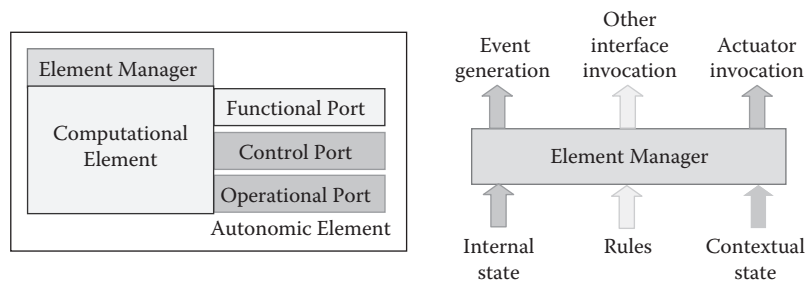 Element Manager
Computational
Element
Functional Port
Control Port
Operational Port
Autonomic Element
Event
generation
Other
interface
invocation
Actuator
invocation
Element Manager
Internal
state
Rules
Contextual
state